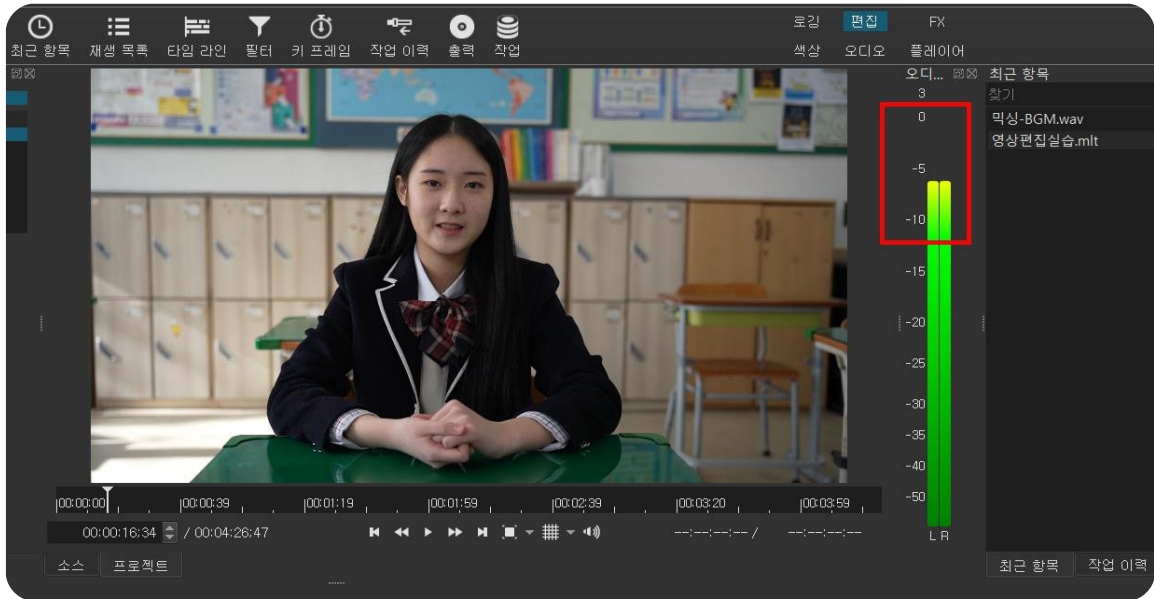 로깅 편집 FX
최근 항목 재생 목록 타임 라인 필터 키 프레임 작업 이력 출력 작업
색상 오디오 플레이어
오디...
최근 항목
3
찾기
0
믹싱-BGM.wav
영상편집실습.mlt
-5
-10
-15
-20
-25
-30
-35
-40
-50
L R
00:00:00 00:00:39 00:01:19 00:01:59 00:02:39 00:03:20 00:03:59
00:00:16:34 / 00:04:26:47 --:--:--:-- / --:--:--:--
소스 프로젝트
최근 항목 작업 이력